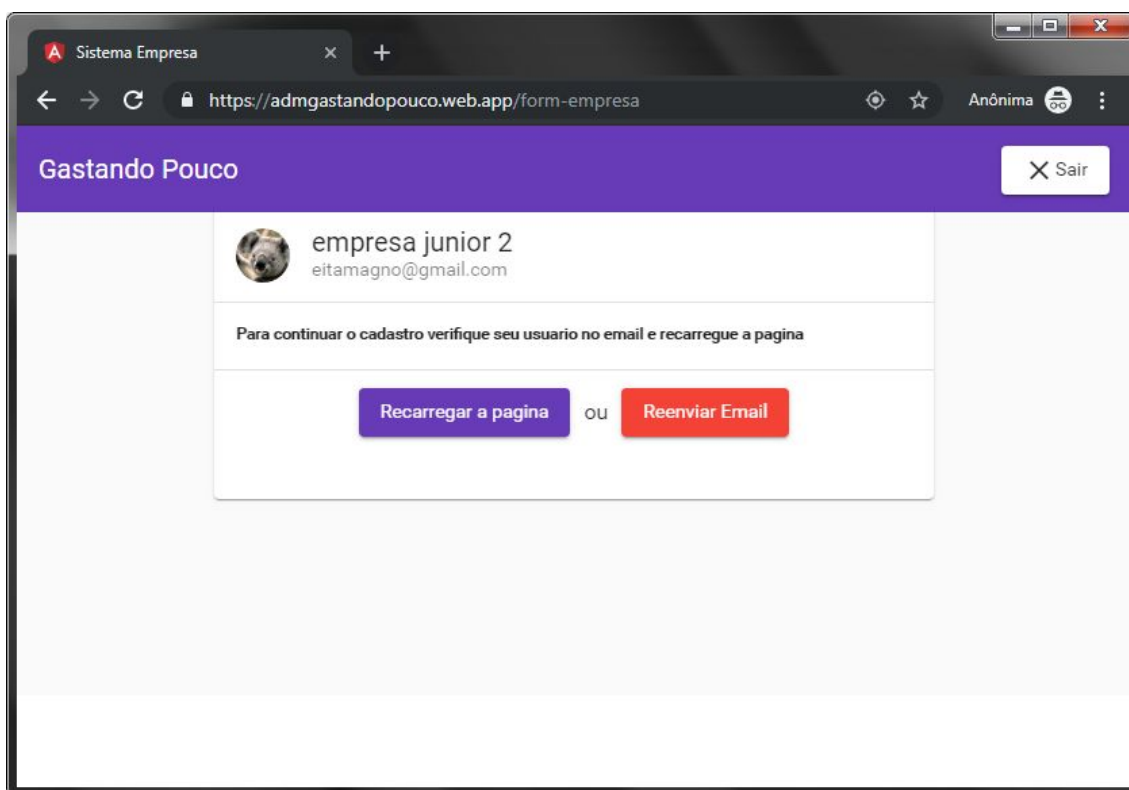 Sistema Empresa
https://admgastandopouco.web.app/form-empresa
Anônima
Gastando Pouco
Sair
empresa junior 2
eitamagno@gmail.com
Para continuar o cadastro verifique seu usuario no email e recarregue a pagina
Recarregar a pagina ou Reenviar Email